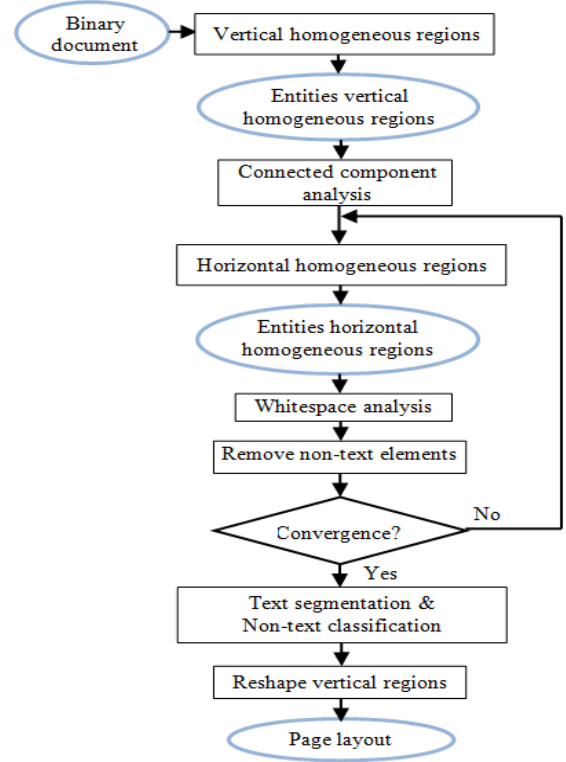 Binary
document
Vertical homogeneous regions
Entities vertical
homogeneous regions
Connected component
analysis
Horizontal homogeneous regions
Entities horizontal
homogeneous regions
Whitespace analysis
Remove non-text elements
Convergence?
No
Yes
Text segmentation &
Non-text classification
Reshape vertical regions
Page layout